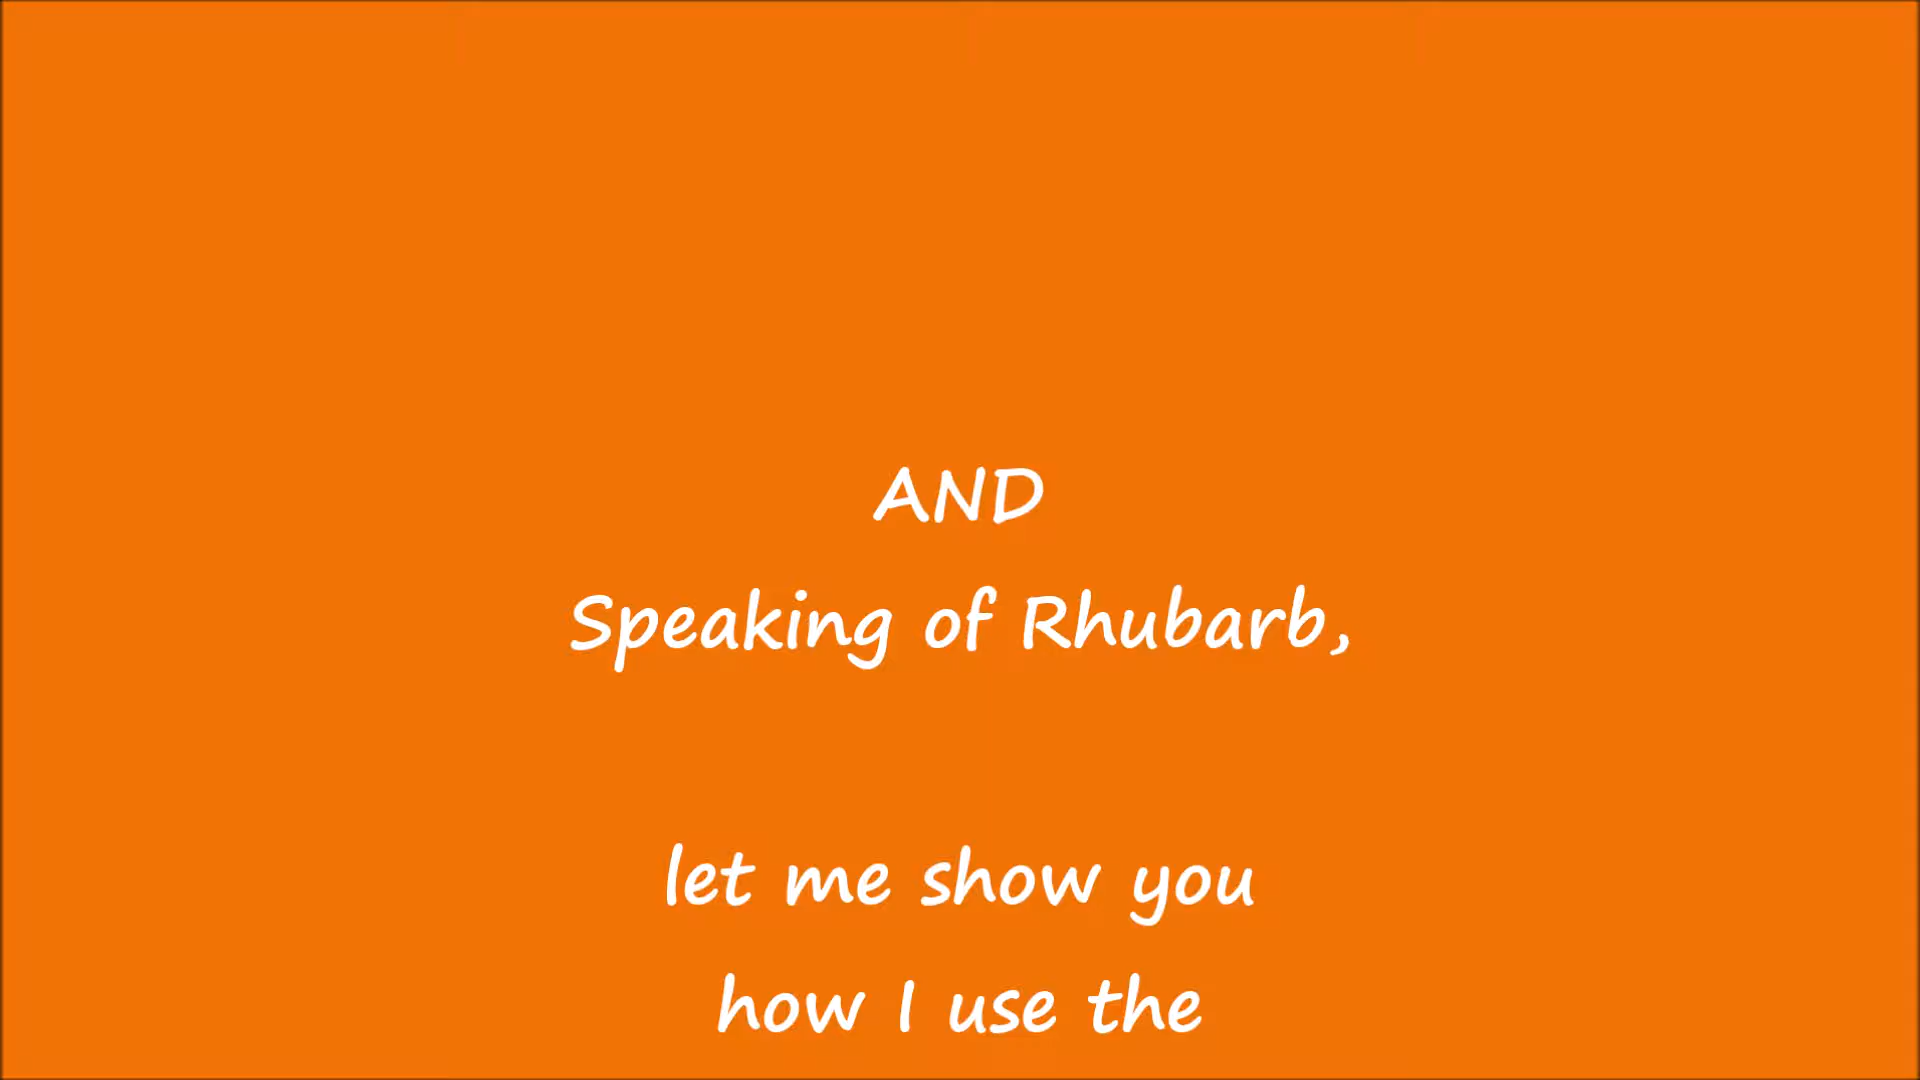 AND
Speaking of Rhubarb,
let me show you
how I use the